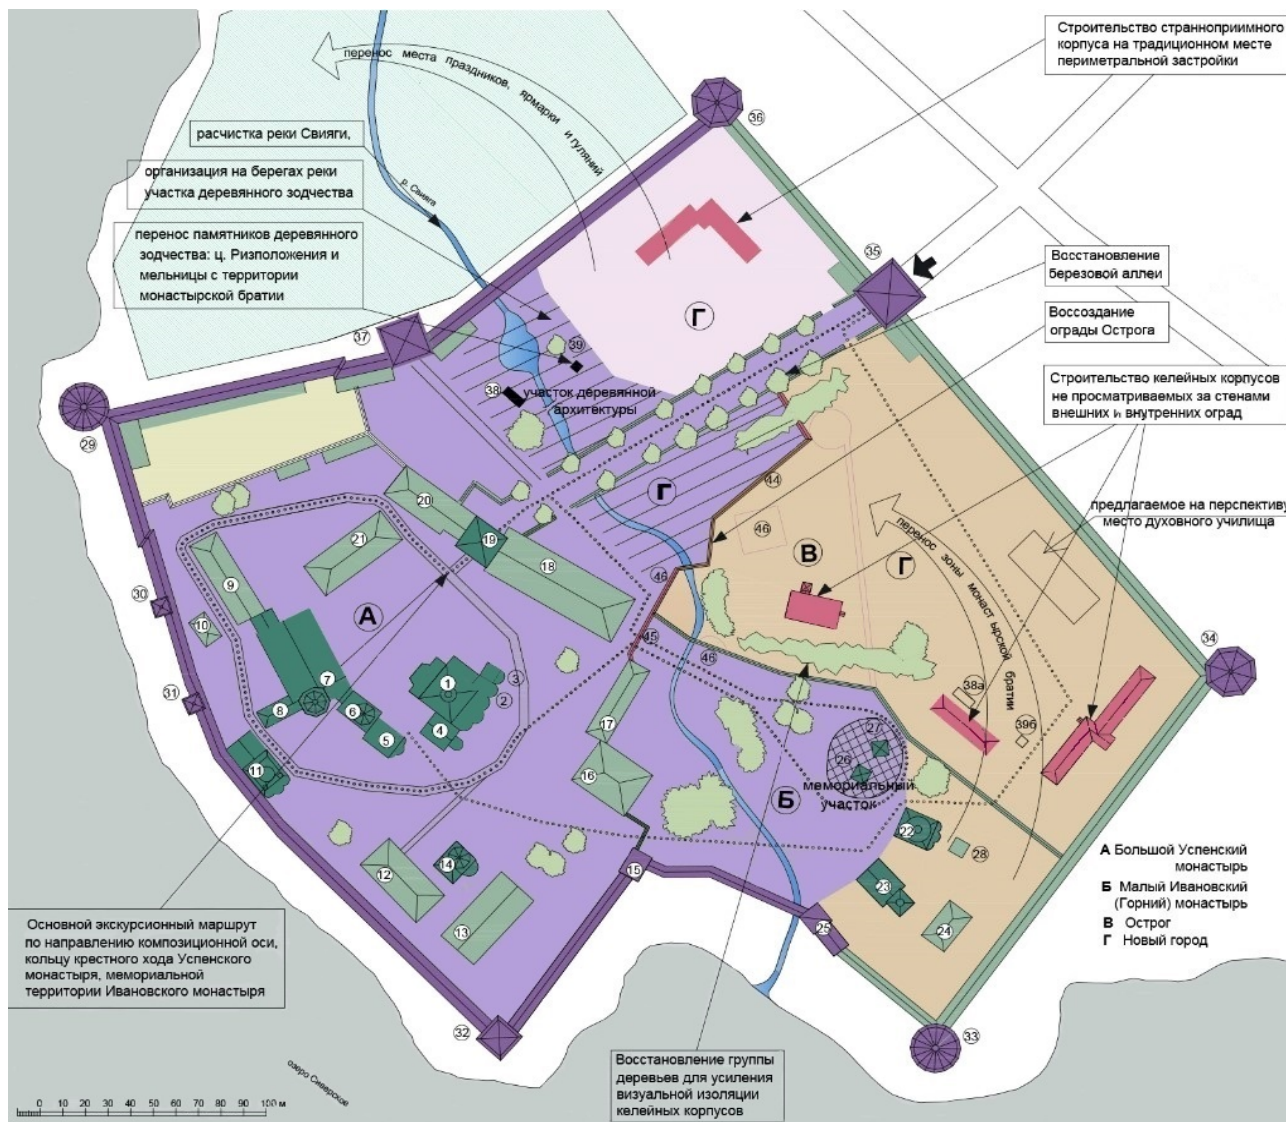 Строительство странноприимного
корпуса на традиционном месте
периметральной застройки
перенос места праздников, ярмарки и гуляний
36
расчистка реки Свияги,
организация на берегах реки
участка деревянного зодчества
р. Свияга
перенос памятников деревянного
зодчества: ц. Ризположения и
мельницы с территории
монастырской братии
35
Восстановление
березовой аллеи
Воссоздание
ограды Острога
Г
37
39
38
участок деревянной
архитектуры
Строительство келейных корпусов
не просматриваемых за стенами
внешних и внутренних оград
29
20
19
21
18
Г
44
46
В
Г
предлагаемое на перспективу
место духовного училища
перенос зоны монастырской братии
9
30
10
А
46
45
46
34
1
3
2
7
6
8
5
4
31
17
38а
39б
11
16
27
26
мемориальный
участок
Б
22
28
12
14
15
13
23
24
25
А Большой Успенский
монастырь
Б Малый Ивановский
(Горний) монастырь
В Острог
Г Новый город
Основной экскурсионный маршрут
по направлению композиционной оси,
кольцу крестного хода Успенского
монастыря, мемориальной
территории Ивановского монастыря
32
33
озеро Сиверское
Восстановление группы
деревьев для усиления
визуальной изоляции
келейных корпусов
0 10 20 30 40 50 60 70 80 90 100 м